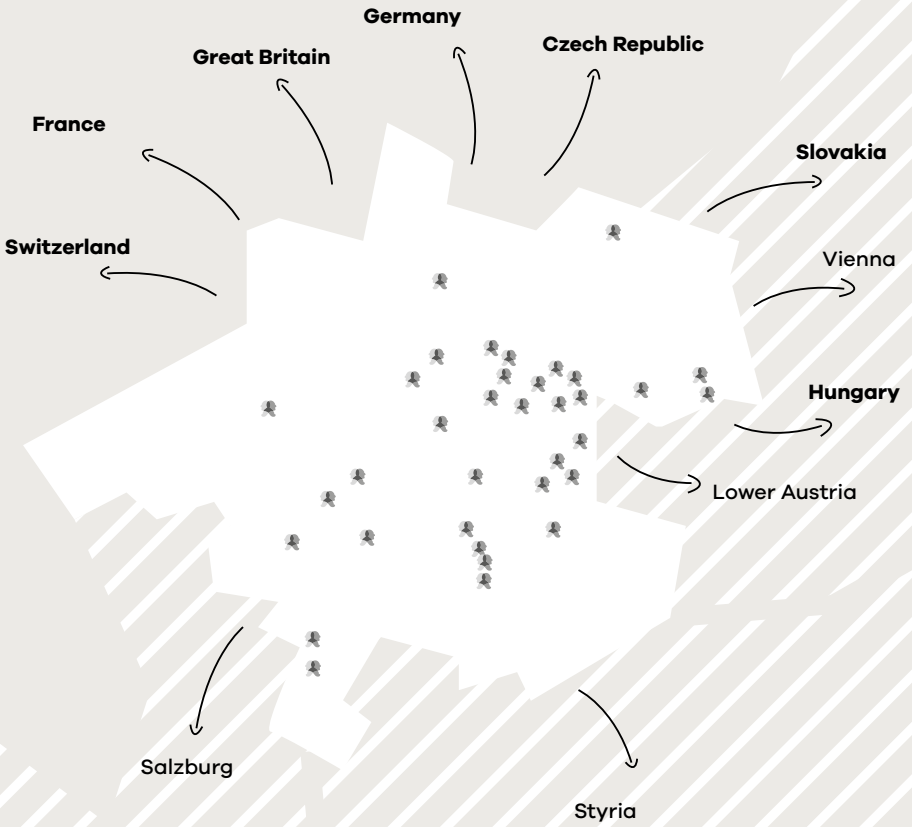 Germany
Czech Republic
Great Britain
France
Slovakia
Switzerland
Vienna
Hungary
Lower Austria
Salzburg
Styria